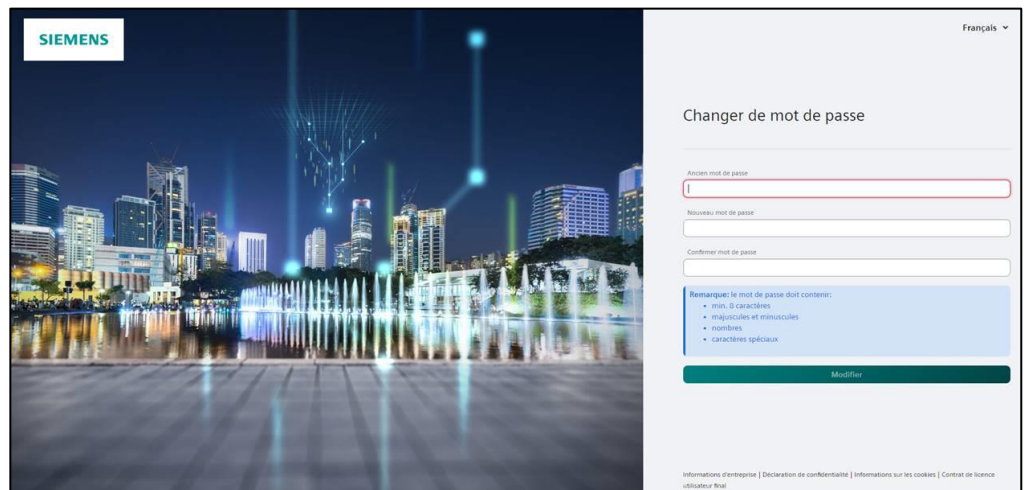 SIEMENS
Français
Changer de mot de passe
Ancien mot de passe
Nouveau mot de passe
Confirmer mot de passe
Remarque: le mot de passe doit contenir:
• min. 8 caractères
• majuscules et minuscules
• nombres
• caractères spéciaux
Modifier
Informations d'entreprise | Déclaration de confidentialité | Informations sur les cookies | Contrat de licence
utilisateur final